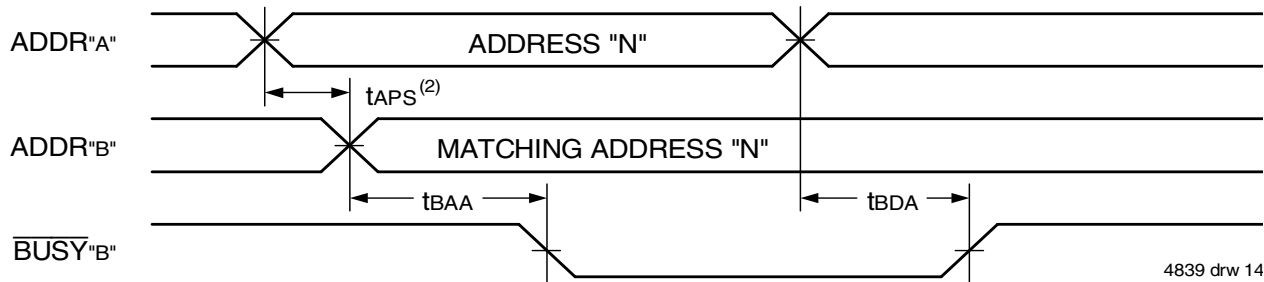 ADDR"A"
ADDRESS "N"
tAPS(2)
ADDR"B"
MATCHING ADDRESS "N"
tBAA
tBDA
BUSY"B"
4839 drw 14